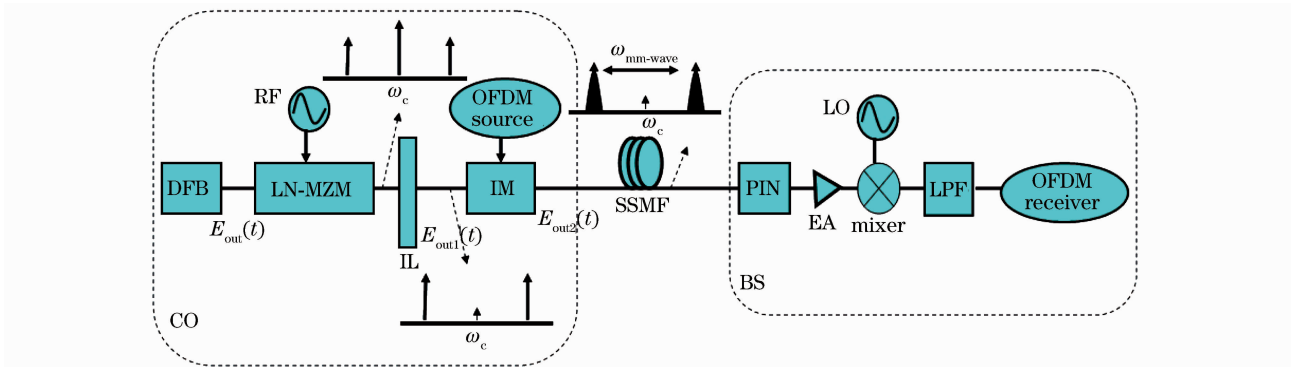 RF
ω_c
OFDM
source
ω_mm-wave
ω_c
LO
DFB
LN-MZM
IM
SSMF
PIN
EA
mixer
LPF
OFDM
receiver
E_out(t)
IL
E_out1(t)
E_out2(t)
ω_c
CO
BS